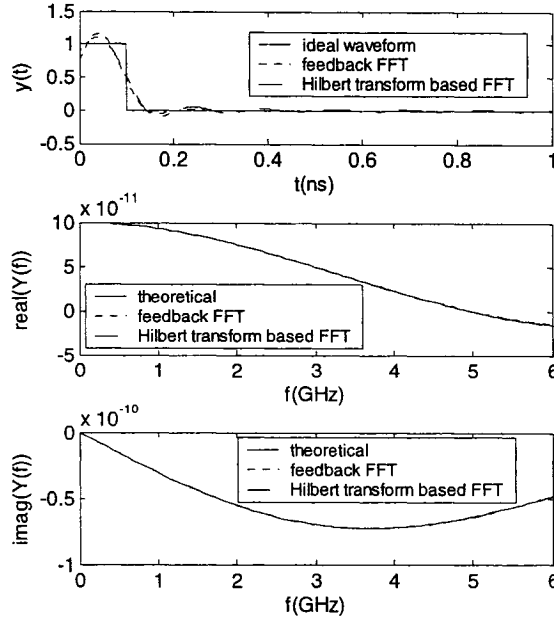 1.5
1
0.5
0
-0.5
y(t)
ideal waveform
feedback FFT
Hilbert transform based FFT
0 0.2 0.4 0.6 0.8 1
t(ns)
x 10^-11
10
5
0
-5
real(Y(f))
theoretical
feedback FFT
Hilbert transform based FFT
0 1 2 3 4 5 6
f(GHz)
x 10^-10
0
-0.5
-1
imag(Y(f))
theoretical
feedback FFT
Hilbert transform based FFT
0 1 2 3 4 5 6
f(GHz)